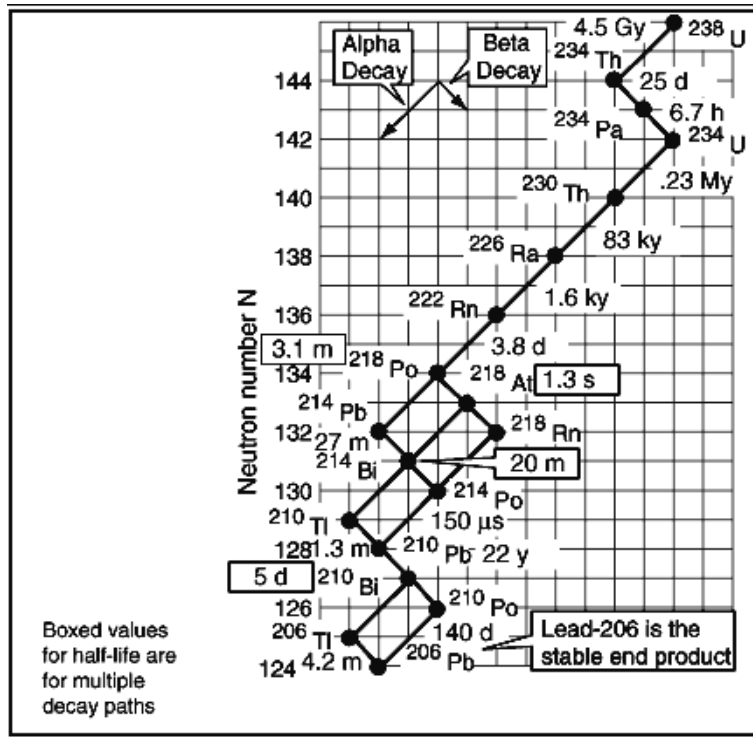 4.5 Gy
238 U
Alpha
Decay
Beta
Decay
234 Th
144
25 d
6.7 h
234 Pa
234 U
142
.23 My
230 Th
140
83 ky
226 Ra
138
1.6 ky
222 Rn
136
Neutron number N
3.1 m
3.8 d
134
218 Po
218 At
1.3 s
214 Pb
132
218 Rn
27 m
214 Bi
20 m
130
214 Po
210 Tl
150 µs
128
1.3 m
210 Pb
22 y
5 d
210 Bi
126
210 Po
206 Tl
140 d
Lead-206 is the
stable end product
124
4.2 m
206 Pb
Boxed values
for half-life are
for multiple
decay paths